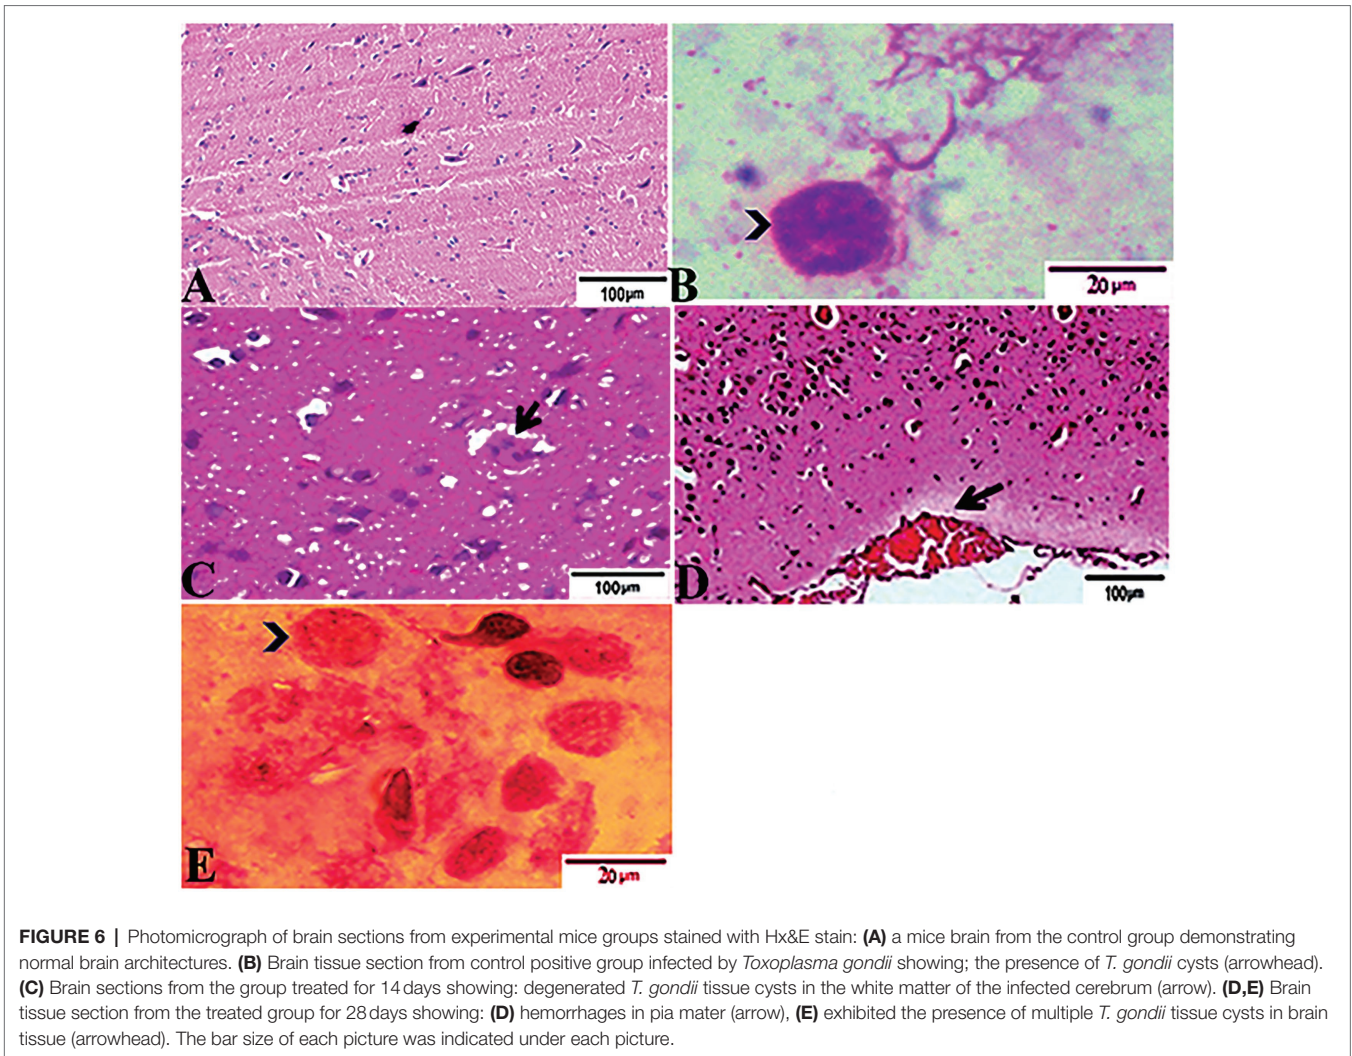 A
100µm
B
20 µm
C
100µm
D
100µm
E
20 µm
FIGURE 6 | Photomicrograph of brain sections from experimental mice groups stained with Hx&E stain: (A) a mice brain from the control group demonstrating
normal brain architectures. (B) Brain tissue section from control positive group infected by Toxoplasma gondii showing; the presence of T. gondii cysts (arrowhead).
(C) Brain sections from the group treated for 14 days showing: degenerated T. gondii tissue cysts in the white matter of the infected cerebrum (arrow). (D,E) Brain
tissue section from the treated group for 28 days showing: (D) hemorrhages in pia mater (arrow), (E) exhibited the presence of multiple T. gondii tissue cysts in brain
tissue (arrowhead). The bar size of each picture was indicated under each picture.